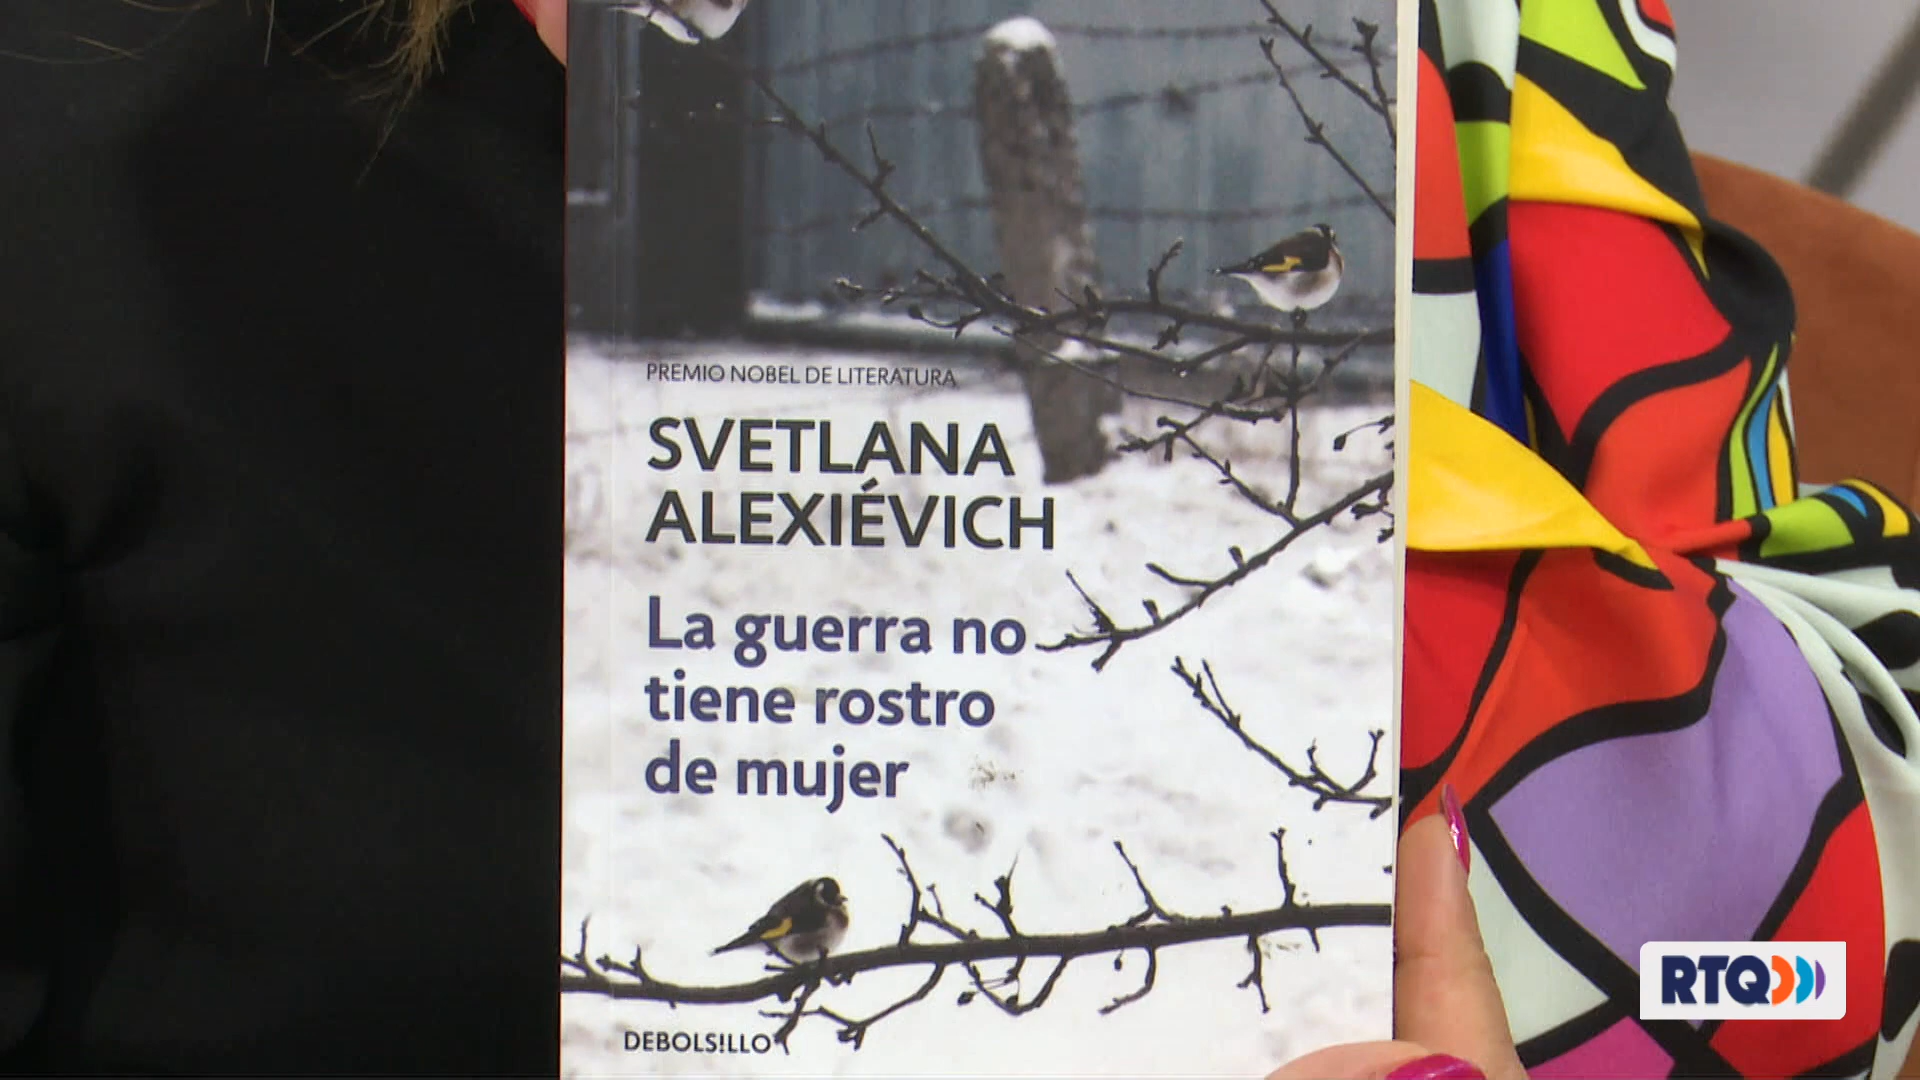 PREMIO NOBEL DE LITERATURA
SVETLANA
ALEXIÉVICH
La guerra no
tiene rostro
de mujer
DEBOLS!LLO
RTQ